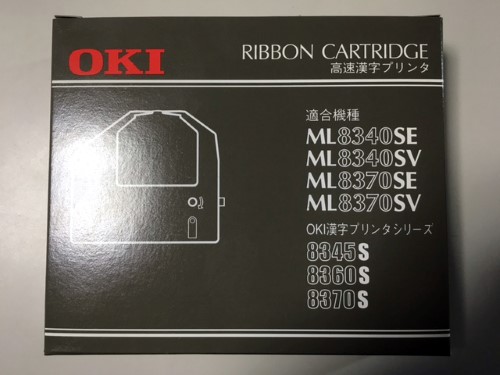 OKI
RIBBON CARTRIDGE
高速漢字プリンタ
適合機種
ML8340SE
ML8340SV
ML8370SE
ML8370SV
OKI漢字プリンタシリーズ
8345S
8360S
8370S